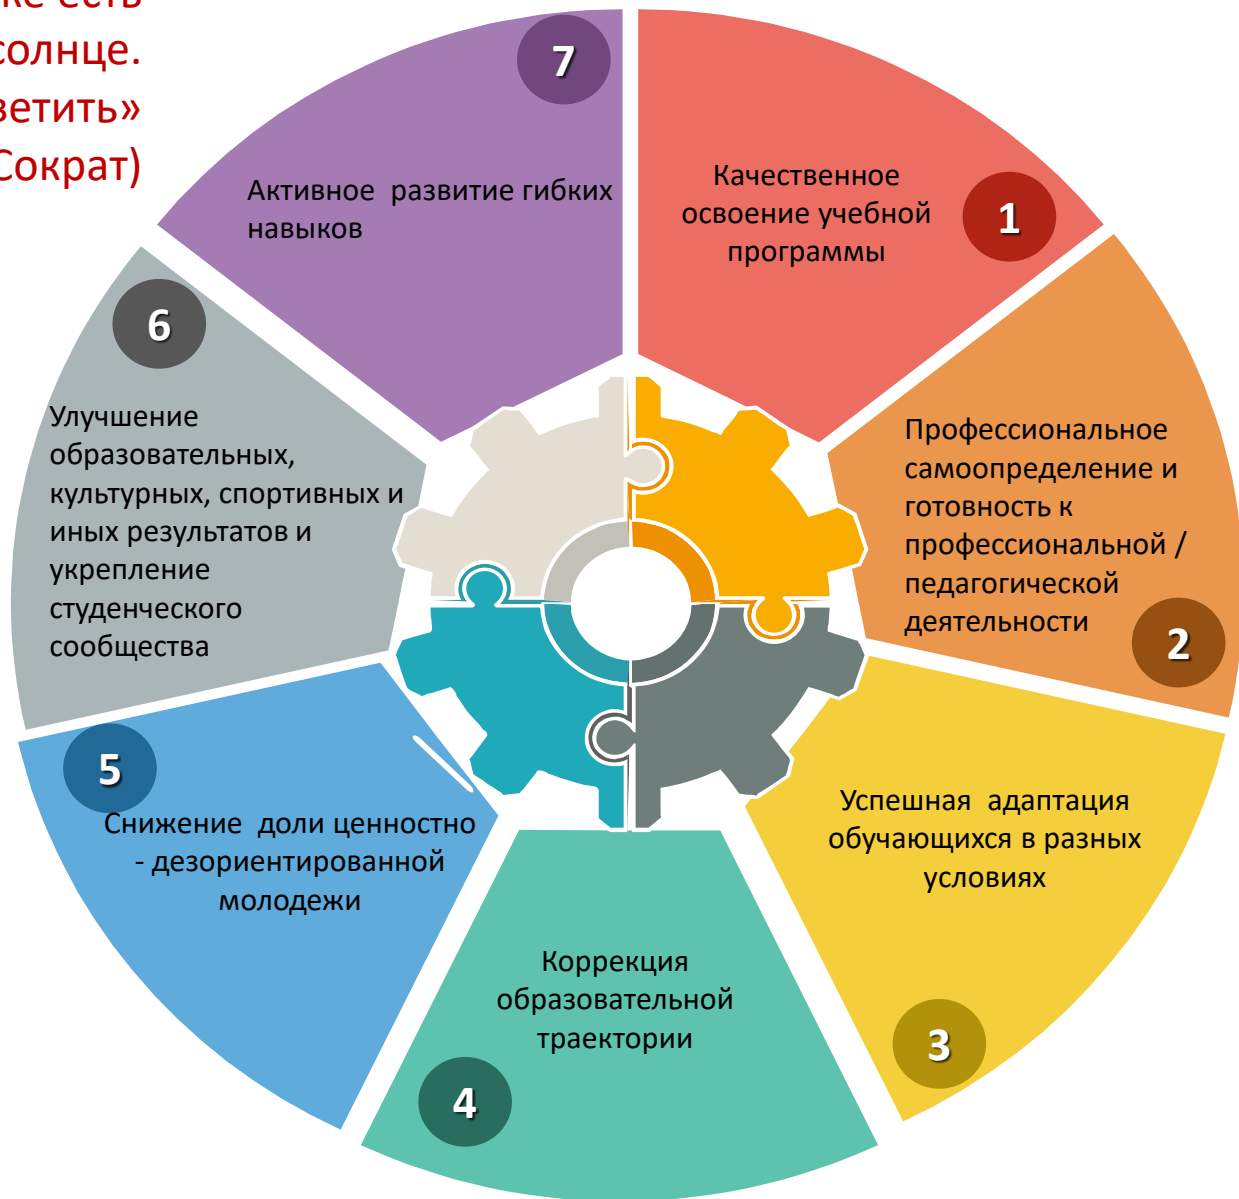 же есть
солнце.
ветить»
Сократ)
7
Активное развитие гибких
навыков
Качественное
освоение учебной
программы
1
6
Улучшение
образовательных,
культурных, спортивных и
иных результатов и
укрепление
студенческого
сообщества
Профессиональное
самоопределение и
готовность к
профессиональной /
педагогической
деятельности
2
5
Снижение доли ценностно
- дезориентированной
молодежи
Успешная адаптация
обучающихся в разных
условиях
3
Коррекция
образовательной
траектории
4